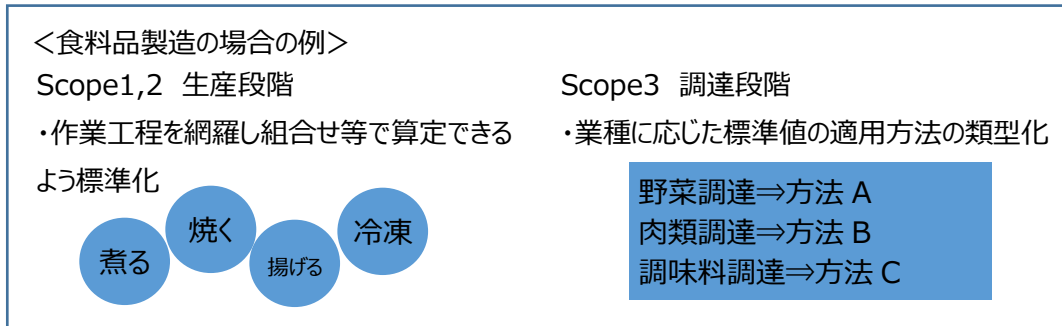 ＜食料品製造の場合の例＞
Scope1,2 生産段階
・作業工程を網羅し組合せ等で算定できる
よう標準化
煮る
焼く
揚げる
冷凍
Scope3 調達段階
・業種に応じた標準値の適用方法の類型化
野菜調達⇒方法 A
肉類調達⇒方法 B
調味料調達⇒方法 C